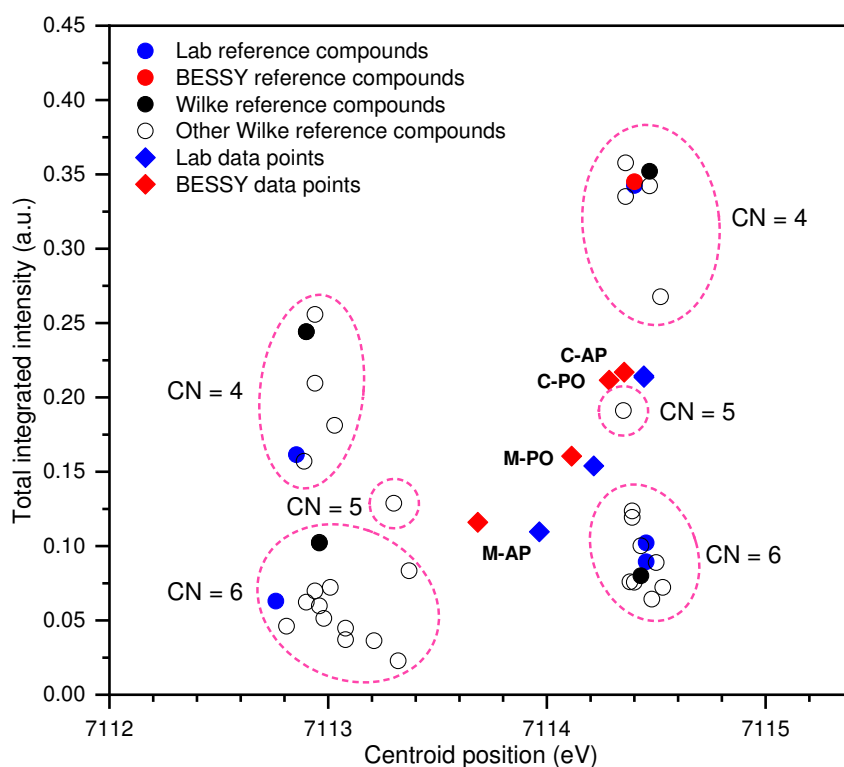 0.45
0.40
0.35
0.30
0.25
0.20
0.15
0.10
0.05
0.00
Total integrated intensity (a.u.)
Lab reference compounds
BESSY reference compounds
Wilke reference compounds
Other Wilke reference compounds
Lab data points
BESSY data points
CN = 4
C-AP
C-PO
CN = 4
CN = 5
M-PO
CN = 5
M-AP
CN = 6
CN = 6
7112
7113
7114
7115
Centroid position (eV)